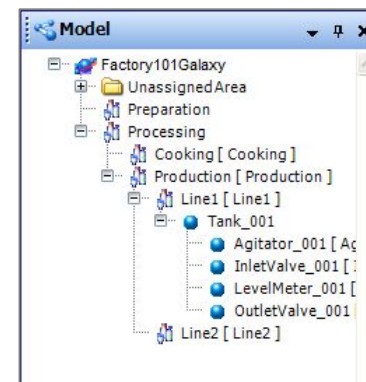 Model
Factory101Galaxy
UnassignedArea
Preparation
Processing
Cooking [ Cooking ]
Production [ Production ]
Line1 [ Line1 ]
Tank_001
Agitator_001 [ Ag
InletValve_001 [
LevelMeter_001 [
OutletValve_001
Line2 [ Line2 ]